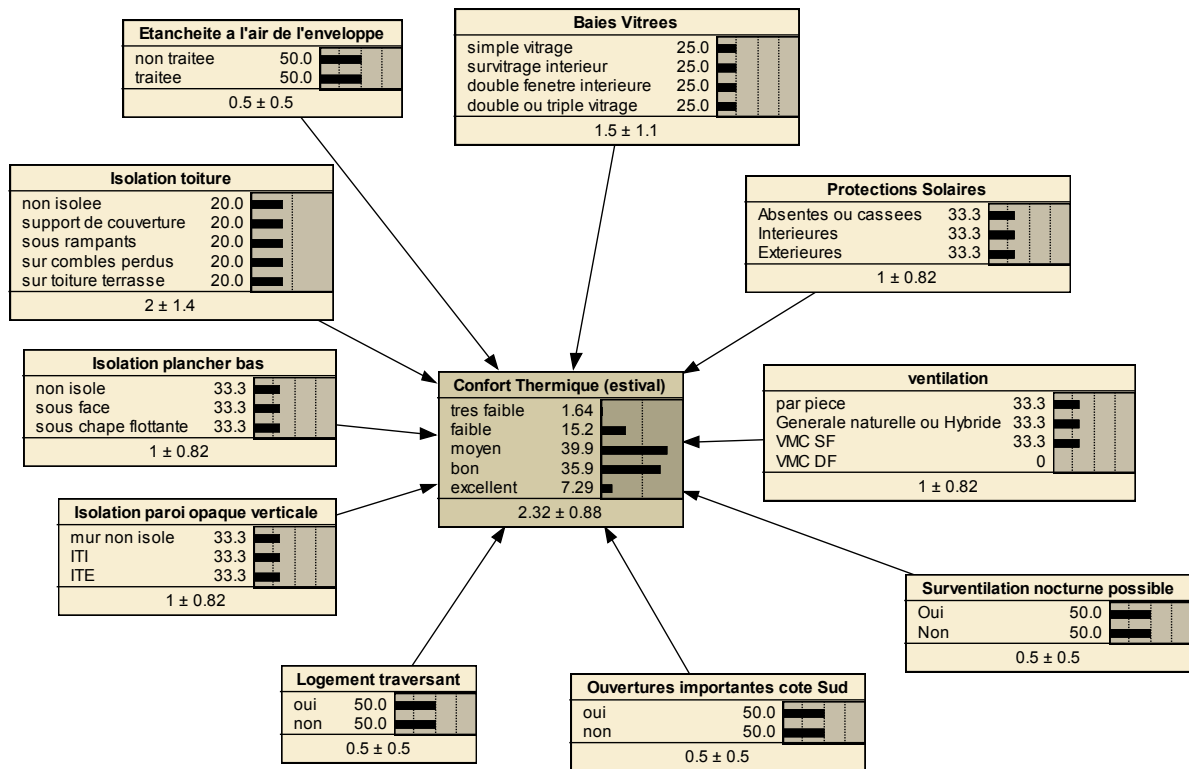 Etancheite a l'air de l'enveloppe
non traitee 50.0
traitee 50.0
0.5 ± 0.5
Baies Vitrees
simple vitrage 25.0
survitrage interieur 25.0
double fenetre interieure 25.0
double ou triple vitrage 25.0
1.5 ± 1.1
Isolation toiture
non isolee 20.0
support de couverture 20.0
sous rampants 20.0
sur combles perdus 20.0
sur toiture terrasse 20.0
2 ± 1.4
Protections Solaires
Absentes ou cassees 33.3
Interieures 33.3
Exterieures 33.3
1 ± 0.82
Isolation plancher bas
non isole 33.3
sous face 33.3
sous chape flottante 33.3
1 ± 0.82
Confort Thermique (estival)
tres faible 1.64
faible 15.2
moyen 39.9
bon 35.9
excellent 7.29
2.32 ± 0.88
ventilation
par piece 33.3
Generale naturelle ou Hybride 33.3
VMC SF 33.3
VMC DF 0
1 ± 0.82
Isolation paroi opaque verticale
mur non isole 33.3
ITI 33.3
ITE 33.3
1 ± 0.82
Surventilation nocturne possible
Oui 50.0
Non 50.0
0.5 ± 0.5
Logement traversant
oui 50.0
non 50.0
0.5 ± 0.5
Ouvertures importantes cote Sud
oui 50.0
non 50.0
0.5 ± 0.5